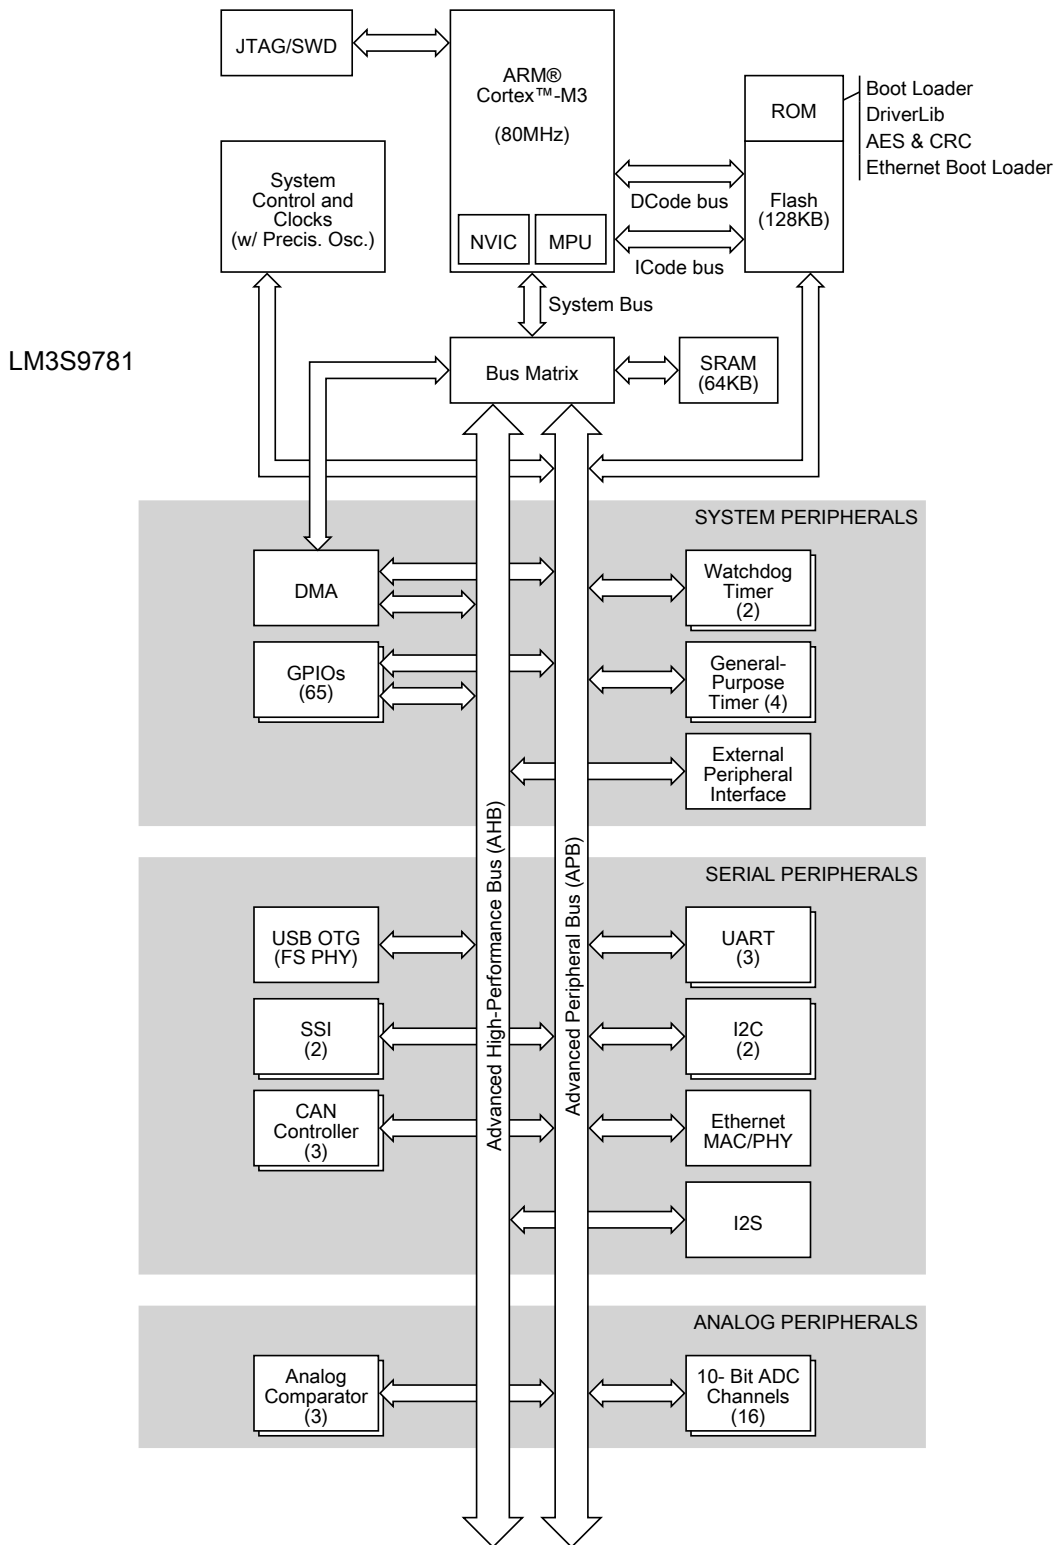 JTAG/SWD
ARM®
Cortex™-M3
(80MHz)
NVIC
MPU
ROM
Flash
(128KB)
Boot Loader
DriverLib
AES & CRC
Ethernet Boot Loader
DCode bus
ICode bus
System
Control and
Clocks
(w/ Precis. Osc.)
System Bus
LM3S9781
Bus Matrix
SRAM
(64KB)
SYSTEM PERIPHERALS
DMA
Watchdog
Timer
(2)
GPIOs
(65)
General-
Purpose
Timer (4)
External
Peripheral
Interface
Advanced High-Performance Bus (AHB)
Advanced Peripheral Bus (APB)
SERIAL PERIPHERALS
USB OTG
(FS PHY)
UART
(3)
SSI
(2)
I2C
(2)
CAN
Controller
(3)
Ethernet
MAC/PHY
I2S
ANALOG PERIPHERALS
Analog
Comparator
(3)
10- Bit ADC
Channels
(16)